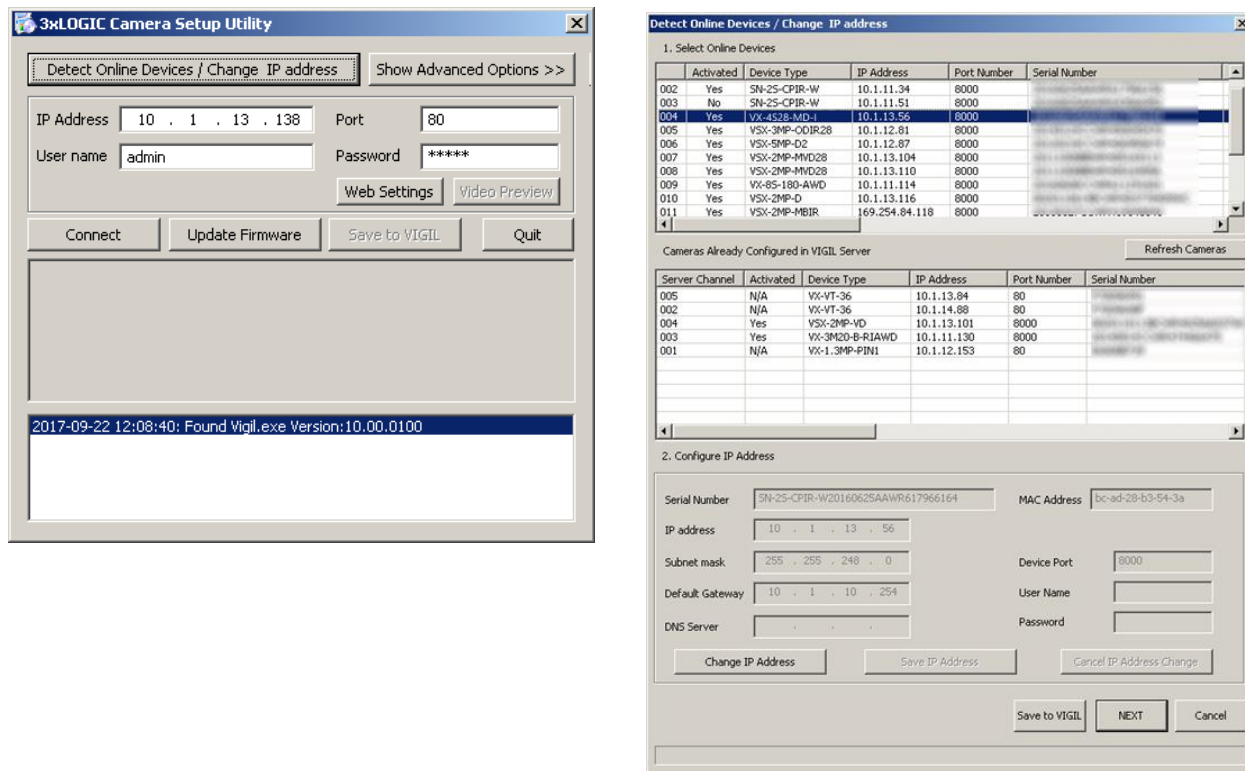 3xLOGIC Camera Setup Utility
Detect Online Devices / Change IP address
Show Advanced Options >>
IP Address 10 . 1 . 13 . 138 Port 80
User name admin Password *****
Web Settings Video Preview
Connect Update Firmware Save to VIGIL Quit
2017-09-22 12:08:40: Found Vigil.exe Version:10.00.0100
Detect Online Devices / Change IP address
1. Select Online Devices
Activated Device Type IP Address Port Number Serial Number
002 Yes SN-2S-CPIR-W 10.1.11.34 8000
003 No SN-2S-CPIR-W 10.1.11.51 8000
004 Yes VX-4S28-MD-I 10.1.13.56 8000
005 Yes VSX-3MP-ODIR28 10.1.12.81 8000
006 Yes VSX-5MP-D2 10.1.12.87 8000
007 Yes VSX-2MP-MVD28 10.1.13.104 8000
008 Yes VSX-2MP-MVD28 10.1.13.110 8000
009 Yes VX-8S-180-AWD 10.1.11.114 8000
010 Yes VSX-2MP-D 10.1.13.116 8000
011 Yes VSX-2MP-MBIR 169.254.84.118 8000
Cameras Already Configured in VIGIL Server
Refresh Cameras
Server Channel Activated Device Type IP Address Port Number Serial Number
005 N/A VX-VT-36 10.1.13.84 80
002 N/A VX-VT-36 10.1.14.88 80
004 Yes VSX-2MP-VD 10.1.13.101 8000
003 Yes VX-3M20-B-RIAWD 10.1.11.130 8000
001 N/A VX-1.3MP-PIN1 10.1.12.153 80
2. Configure IP Address
Serial Number SN-2S-CPIR-W20160625AAWR617966164 MAC Address bc-ad-28-b3-54-3a
IP address 10 . 1 . 13 . 56
Subnet mask 255 . 255 . 248 . 0 Device Port 8000
Default Gateway 10 . 1 . 10 . 254 User Name
DNS Server . . . Password
Change IP Address Save IP Address Cancel IP Address Change
Save to VIGIL NEXT Cancel